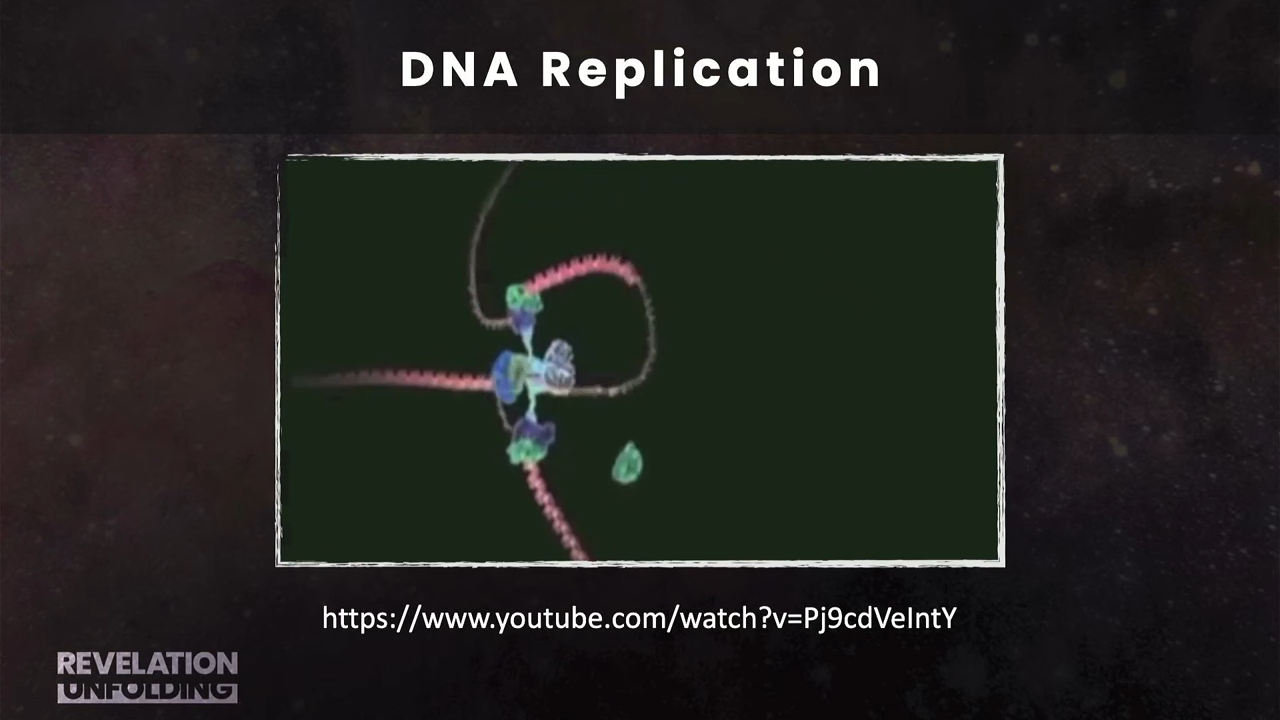 DNA Replication
https://www.youtube.com/watch?v=Pj9cdVeIntY
REVELATION
UNFOLDING